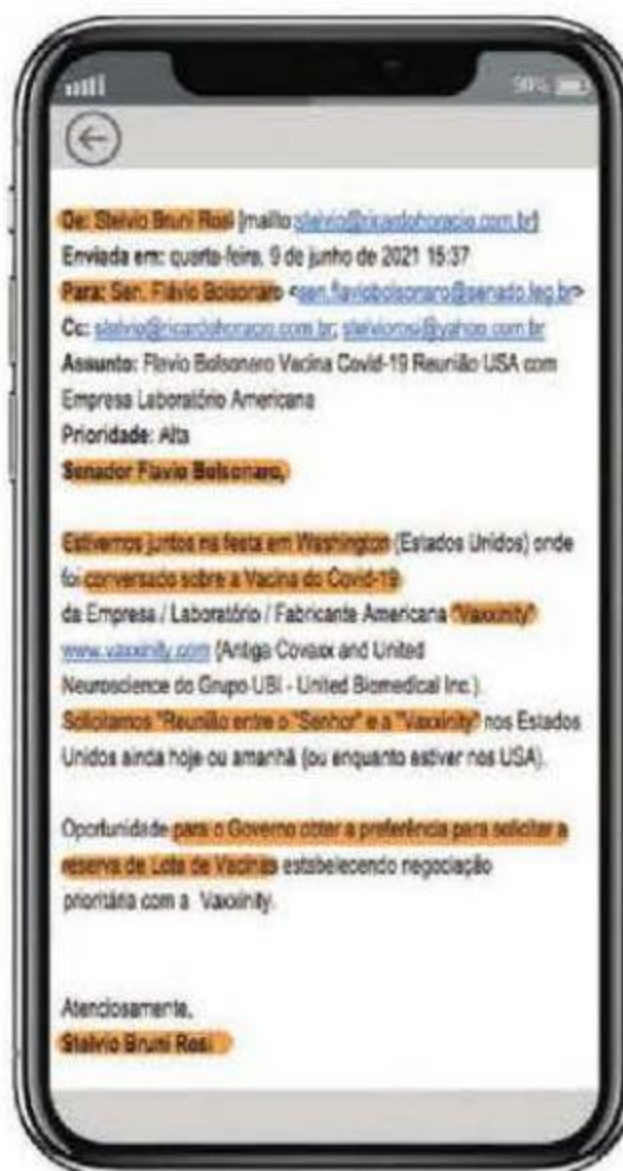 90%
De: Stelvio Bruni Rosi [mailto:stelvio@ricardohoracio.com.br]
Enviada em: quarta-feira, 9 de junho de 2021 15:37
Para: Sen. Flávio Bolsonaro <sen.flaviobolsonaro@senado.leg.br>
Cc: stelvio@ricardohoracio.com.br; stelviorosi@yahoo.com.br
Assunto: Flavio Bolsonaro Vacina Covid-19 Reunião USA com
Empresa Laboratório Americana
Prioridade: Alta
Senador Flavio Bolsonaro,
Estivemos juntos na festa em Washington (Estados Unidos) onde
foi conversado sobre a Vacina do Covid-19
da Empresa / Laboratório / Fabricante Americana "Vaxxinity"
www.vaxxinity.com (Antiga Covaxx and United
Neuroscience do Grupo UBI - United Biomedical Inc.).
Solicitamos "Reunião entre o "Senhor" e a "Vaxxinity" nos Estados
Unidos ainda hoje ou amanhã (ou enquanto estiver nos USA).
Oportunidade para o Governo obter a preferência para solicitar a
reserva de Lote de Vacinas estabelecendo negociação
prioritária com a Vaxxinity.
Atenciosamente,
Stelvio Bruni Rosi